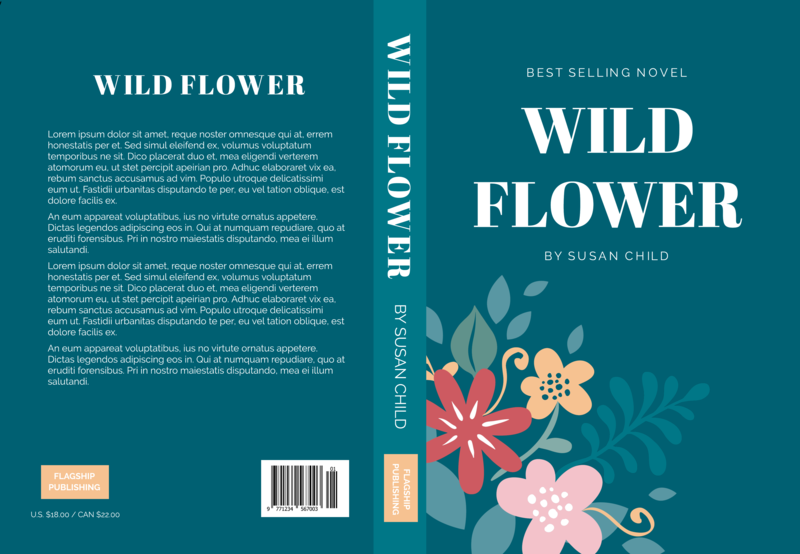 WILD FLOWER
Lorem ipsum dolor sit amet, reque noster omnesque qui at, errem
honestatis per et. Sed simul eleifend ex, volumus voluptatum
temporibus ne sit. Dico placerat duo et, mea eligendi verterem
atomorum eu, ut stet percipit apeirian pro. Adhuc elaboraret vix ea,
rebum sanctus accusamus ad vim. Populo utroque delicatissimi
eum ut. Fastidii urbanitas disputando te per, eu vel tation oblique, est
dolore facilis ex.
An eum appareat voluptatibus, ius no virtute ornatus appetere.
Dictas legendos adipiscing eos in. Qui at numquam repudiare, quo at
eruditi forensibus. Pri in nostro maiestatis disputando, mea ei illum
salutandi.
Lorem ipsum dolor sit amet, reque noster omnesque qui at, errem
honestatis per et. Sed simul eleifend ex, volumus voluptatum
temporibus ne sit. Dico placerat duo et, mea eligendi verterem
atomorum eu, ut stet percipit apeirian pro. Adhuc elaboraret vix ea,
rebum sanctus accusamus ad vim. Populo utroque delicatissimi
eum ut. Fastidii urbanitas disputando te per, eu vel tation oblique, est
dolore facilis ex.
An eum appareat voluptatibus, ius no virtute ornatus appetere.
Dictas legendos adipiscing eos in. Qui at numquam repudiare, quo at
eruditi forensibus. Pri in nostro maiestatis disputando, mea ei illum
salutandi.
FLAGSHIP
PUBLISHING
U.S. $18.00 / CAN $22.00
01
9 771234 567003
WILD FLOWER
BY SUSAN CHILD
FLAGSHIP
PUBLISHING
BEST SELLING NOVEL
WILD
FLOWER
BY SUSAN CHILD